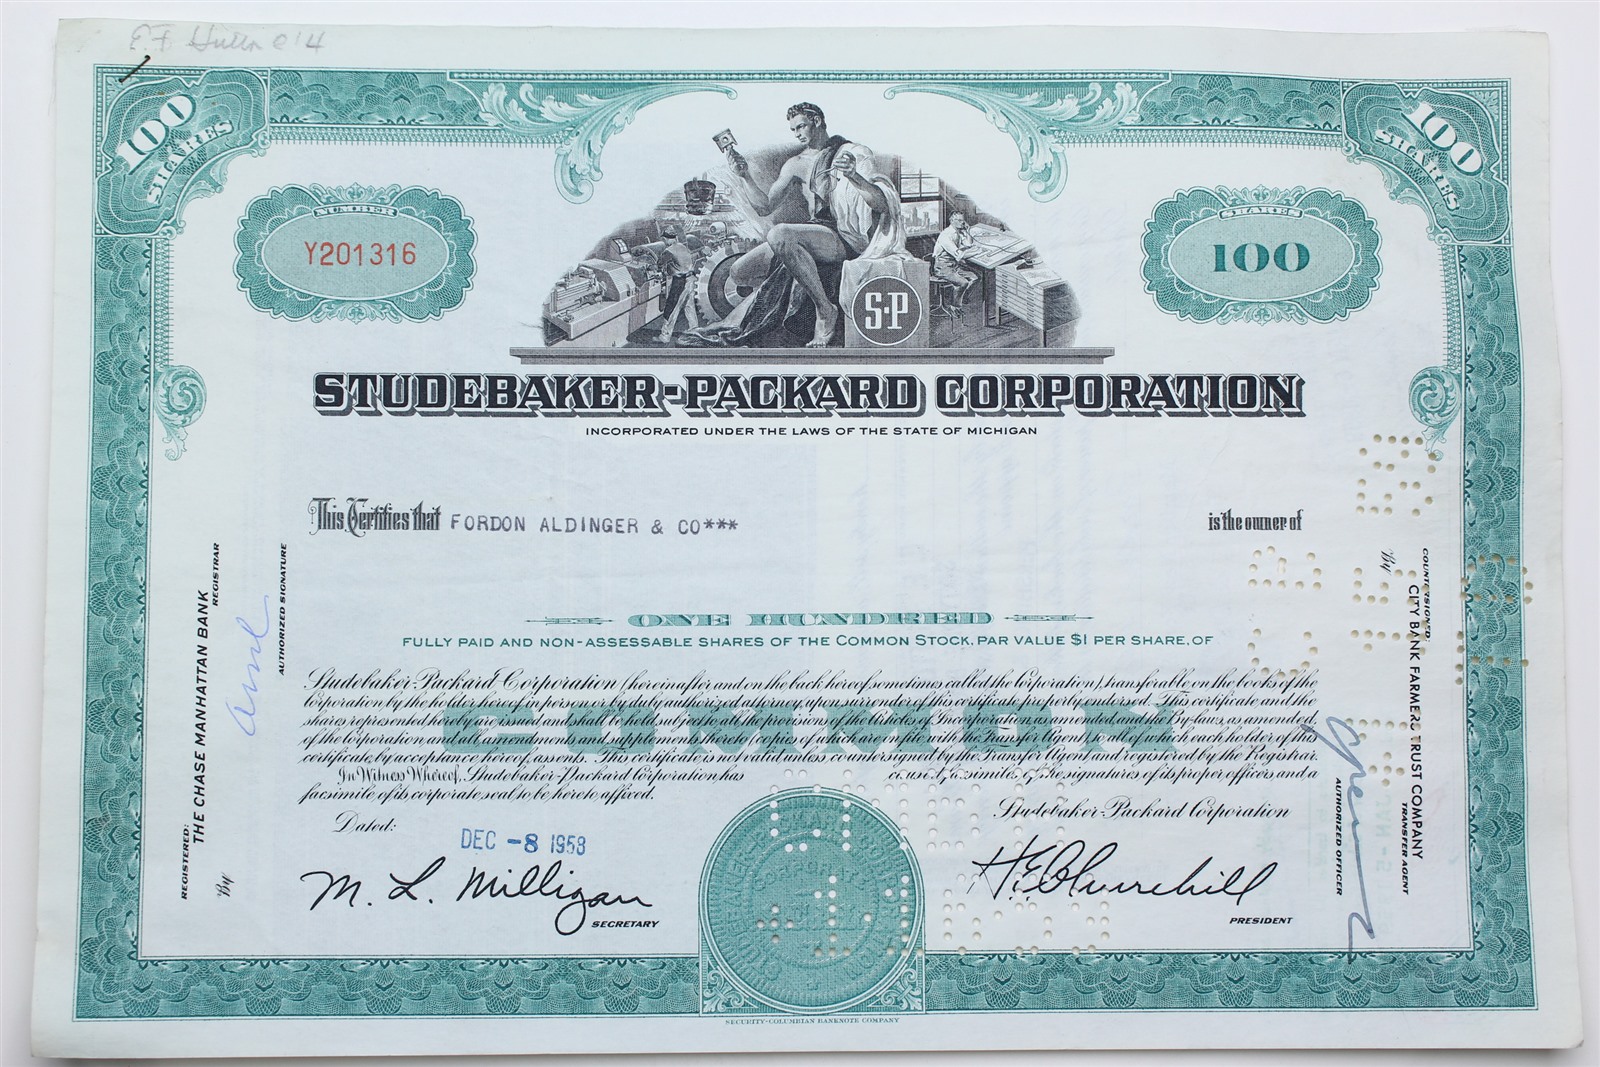 100
SHARES
100
SHARES
NUMBER
Y201316
SHARES
100
S·P
STUDEBAKER-PACKARD CORPORATION
INCORPORATED UNDER THE LAWS OF THE STATE OF MICHIGAN
This Certifies that FORDON ALDINGER & CO*** is the owner of
ONE HUNDRED
FULLY PAID AND NON-ASSESSABLE SHARES OF THE COMMON STOCK, PAR VALUE $1 PER SHARE, OF
COMMON
Studebaker-Packard Corporation (hereinafter and on the back hereof sometimes called the Corporation), transferable on the books of the
corporation by the holder hereof in person or by duly authorized attorney, upon surrender of this certificate properly endorsed. This certificate and the
shares represented hereby are issued and shall be held subject to all the provisions of the Articles of Incorporation, as amended, and the By-laws, as amended,
of the Corporation and all amendments and supplements thereto (copies of which are on file with the Transfer Agent) to all of which each holder of this
certificate, by acceptance hereof, assents. This certificate is not valid unless countersigned by the Transfer Agent and registered by the Registrar.
In Witness Whereof, Studebaker-Packard Corporation has caused facsimiles of the signatures of its proper officers and a
facsimile of its corporate seal to be hereto affixed.
Dated:
DEC -8 1958
Studebaker-Packard Corporation
M. L. Milligan
SECRETARY
H E Churchill
PRESIDENT
REGISTERED:
THE CHASE MANHATTAN BANK
REGISTRAR
By
AUTHORIZED SIGNATURE
COUNTERSIGNED:
CITY BANK FARMERS TRUST COMPANY
TRANSFER AGENT
By
AUTHORIZED OFFICER
SECURITY-COLUMBIAN BANKNOTE COMPANY